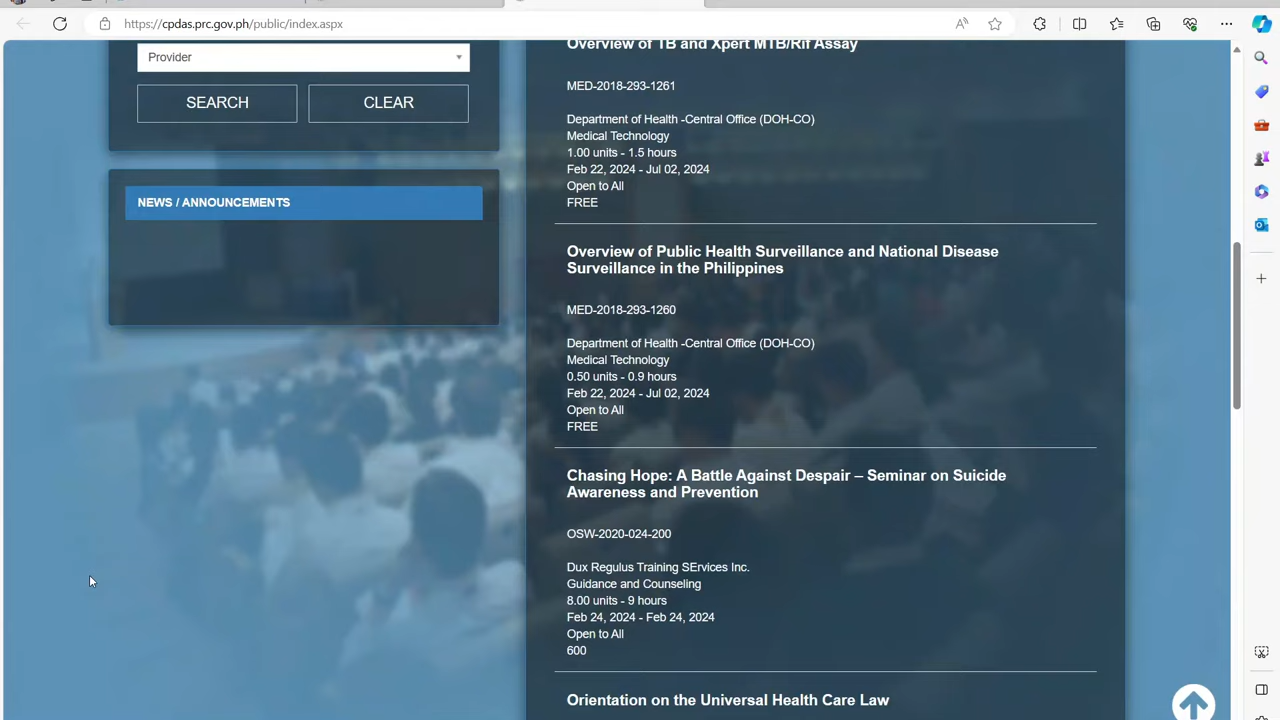 https://cpdas.prc.gov.ph/public/index.aspx
Provider
SEARCH
CLEAR
NEWS / ANNOUNCEMENTS
Overview of TB and Xpert MTB/Rif Assay
MED-2018-293-1261
Department of Health -Central Office (DOH-CO)
Medical Technology
1.00 units - 1.5 hours
Feb 22, 2024 - Jul 02, 2024
Open to All
FREE
Overview of Public Health Surveillance and National Disease
Surveillance in the Philippines
MED-2018-293-1260
Department of Health -Central Office (DOH-CO)
Medical Technology
0.50 units - 0.9 hours
Feb 22, 2024 - Jul 02, 2024
Open to All
FREE
Chasing Hope: A Battle Against Despair – Seminar on Suicide
Awareness and Prevention
OSW-2020-024-200
Dux Regulus Training SErvices Inc.
Guidance and Counseling
8.00 units - 9 hours
Feb 24, 2024 - Feb 24, 2024
Open to All
600
Orientation on the Universal Health Care Law